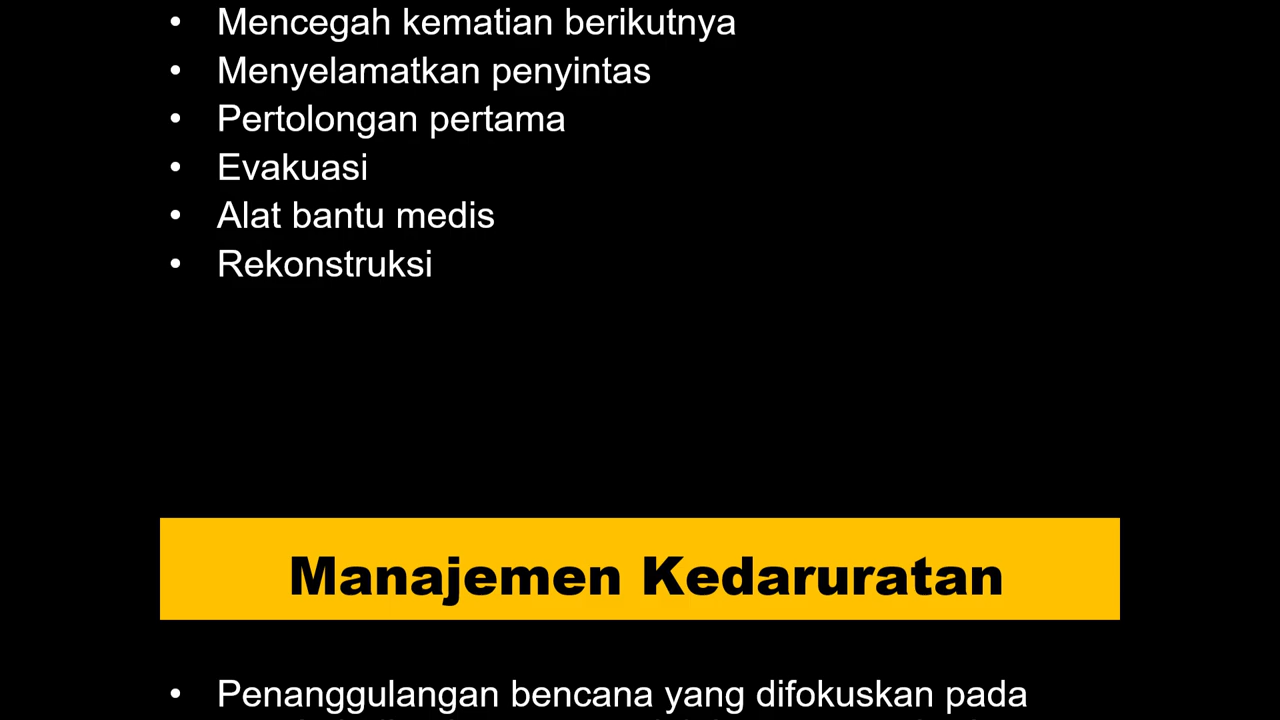 • Mencegah kematian berikutnya
• Menyelamatkan penyintas
• Pertolongan pertama
• Evakuasi
• Alat bantu medis
• Rekonstruksi
Manajemen Kedaruratan
• Penanggulangan bencana yang difokuskan pada